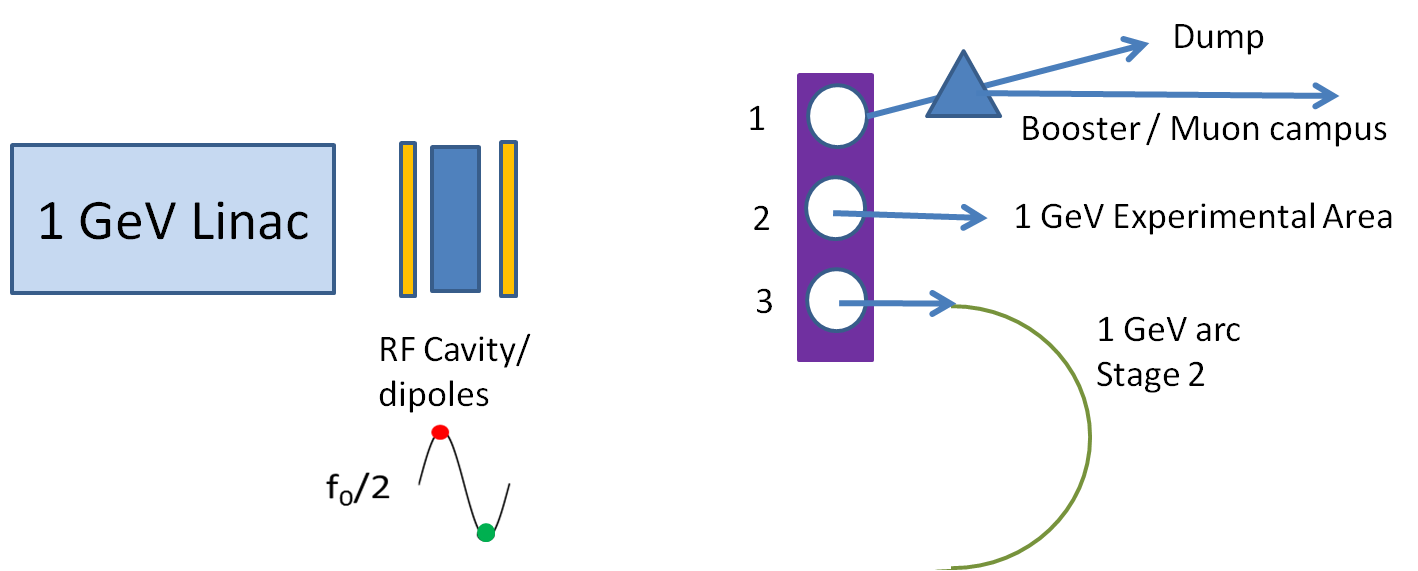 1 GeV Linac
RF Cavity/
dipoles
f₀/2
1
2
3
Dump
Booster / Muon campus
1 GeV Experimental Area
1 GeV arc
Stage 2